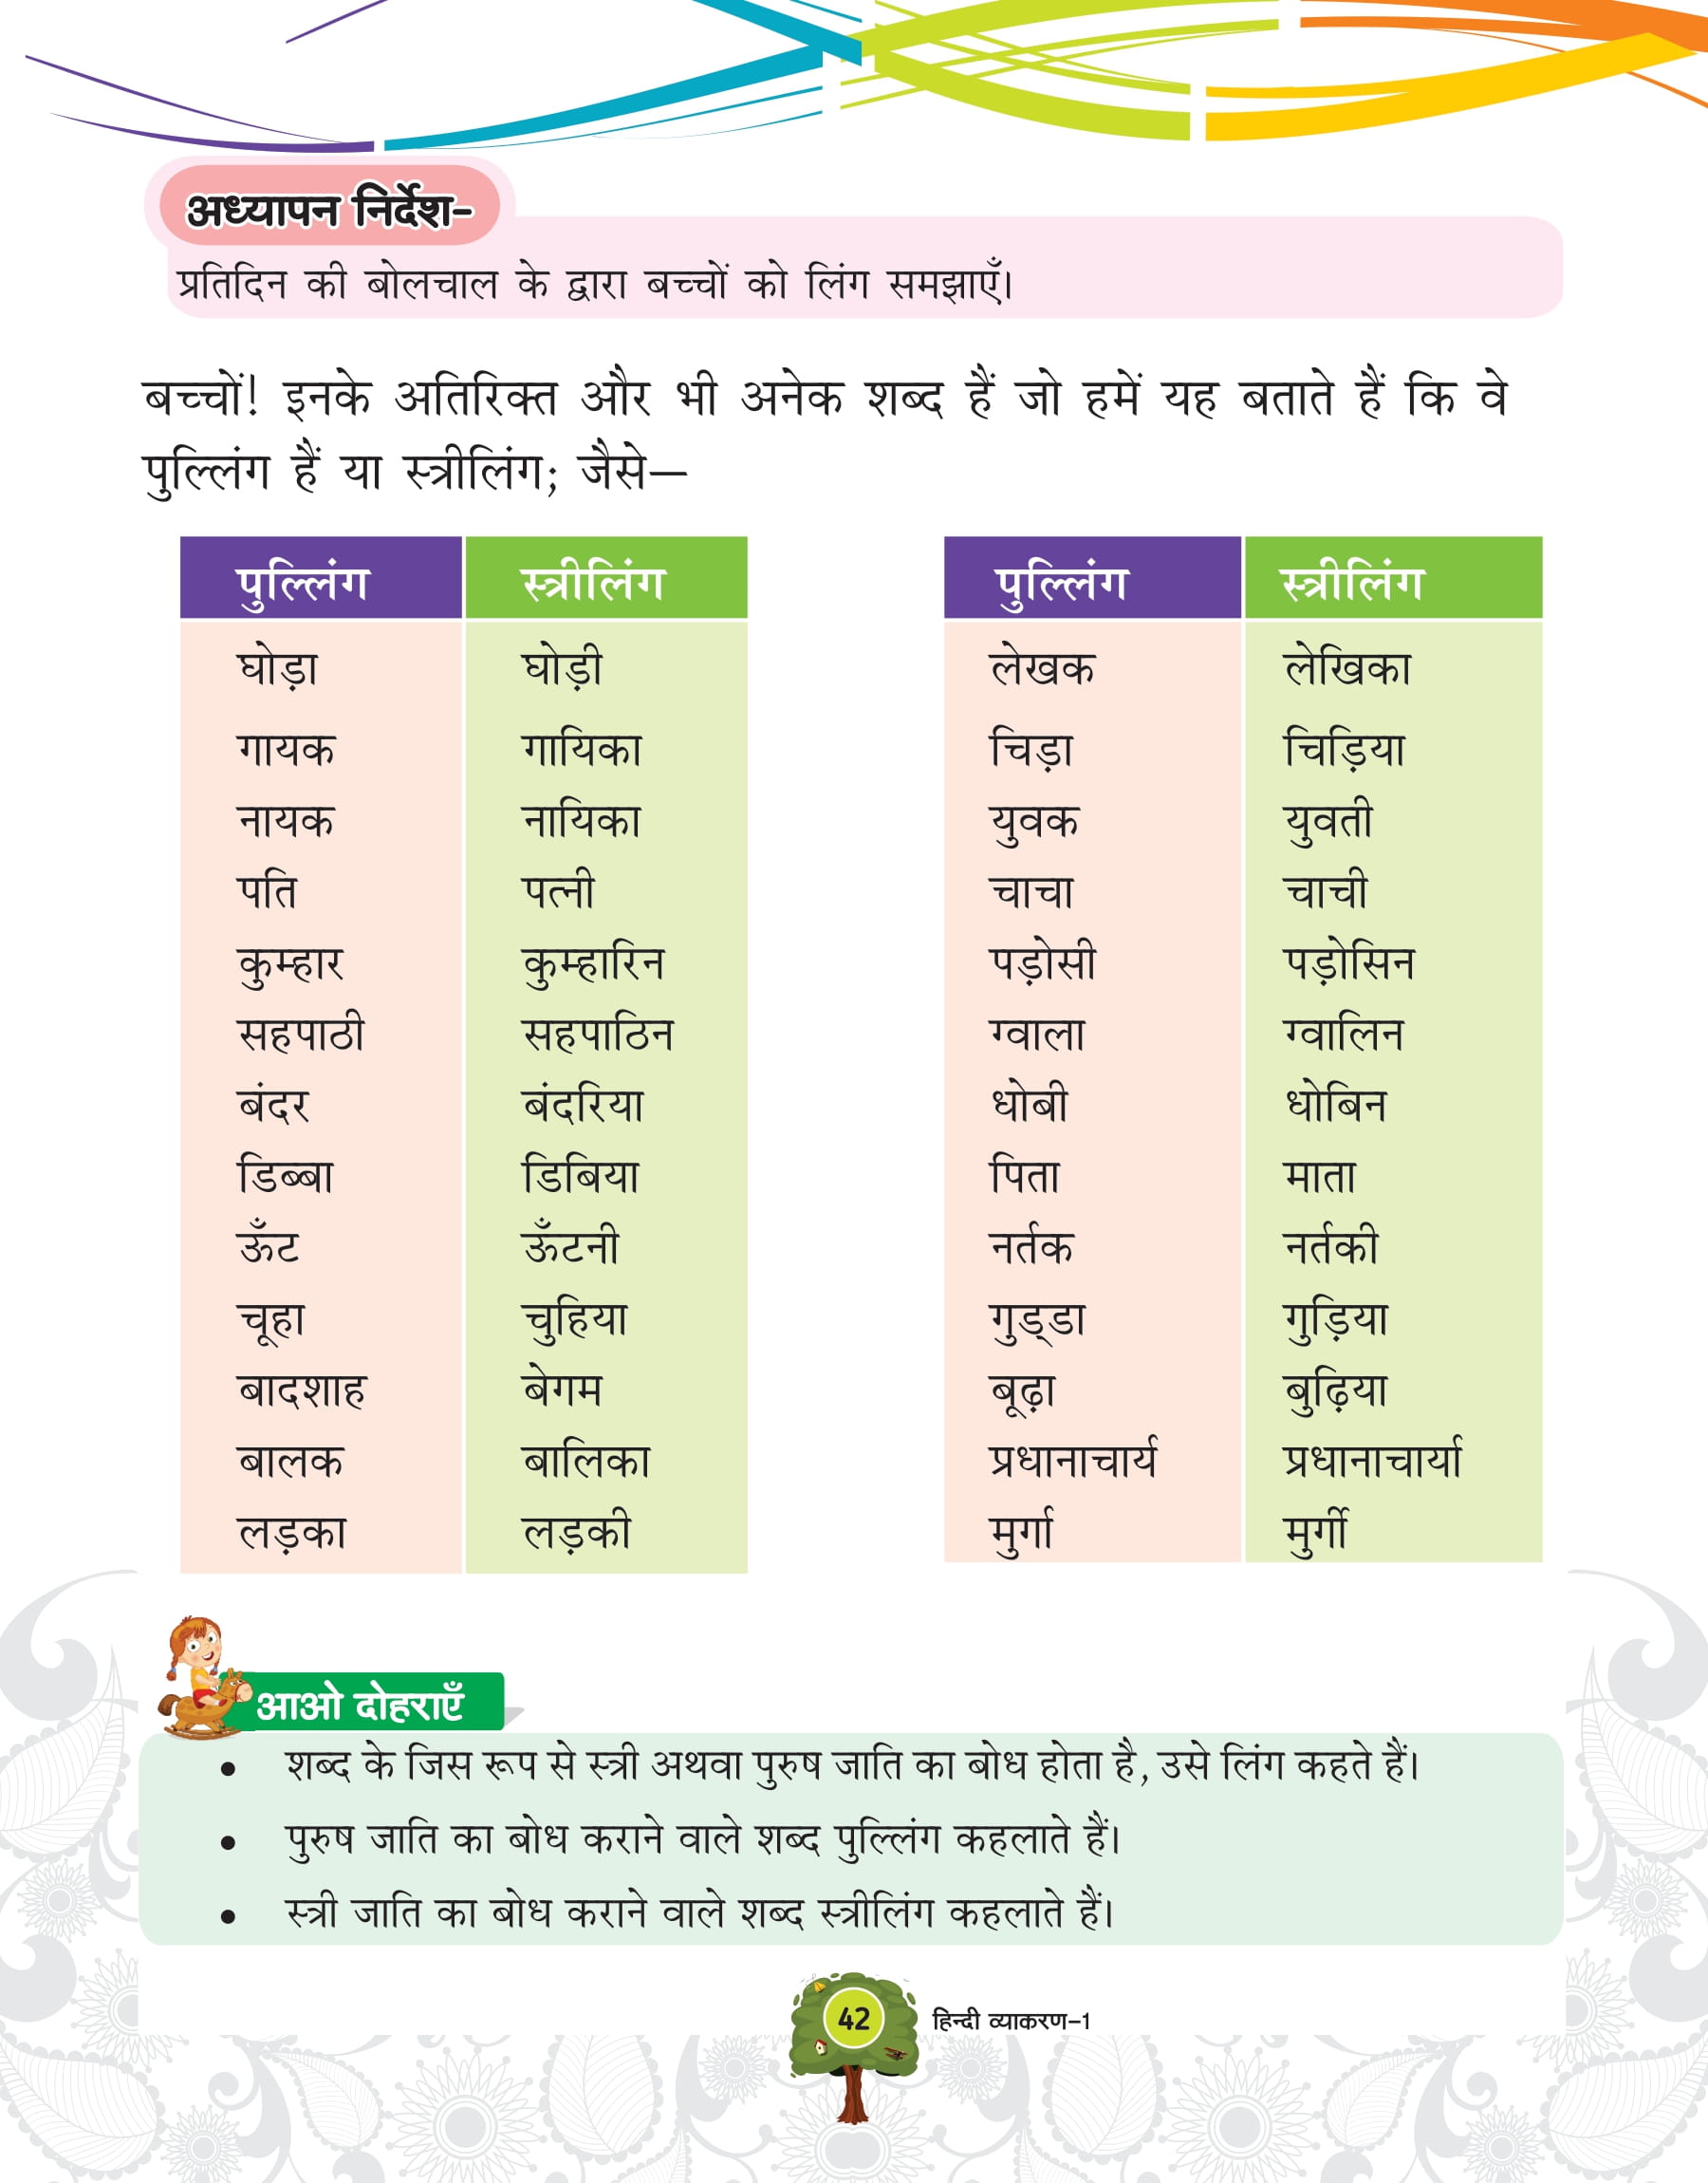 अध्यापन निर्देश-
प्रतिदिन की बोलचाल के द्वारा बच्चों को लिंग समझाएँ।
बच्चों! इनके अतिरिक्त और भी अनेक शब्द हैं जो हमें यह बताते हैं कि वे
पुल्लिंग हैं या स्त्रीलिंग; जैसे—
पुल्लिंग स्त्रीलिंग
घोड़ा घोड़ी
गायक गायिका
नायक नायिका
पति पत्नी
कुम्हार कुम्हारिन
सहपाठी सहपाठिन
बंदर बंदरिया
डिब्बा डिबिया
ऊँट ऊँटनी
चूहा चुहिया
बादशाह बेगम
बालक बालिका
लड़का लड़की
पुल्लिंग स्त्रीलिंग
लेखक लेखिका
चिड़ा चिड़िया
युवक युवती
चाचा चाची
पड़ोसी पड़ोसिन
ग्वाला ग्वालिन
धोबी धोबिन
पिता माता
नर्तक नर्तकी
गुड्डा गुड़िया
बूढ़ा बुढ़िया
प्रधानाचार्य प्रधानाचार्या
मुर्गा मुर्गी
आओ दोहराएँ
• शब्द के जिस रूप से स्त्री अथवा पुरुष जाति का बोध होता है, उसे लिंग कहते हैं।
• पुरुष जाति का बोध कराने वाले शब्द पुल्लिंग कहलाते हैं।
• स्त्री जाति का बोध कराने वाले शब्द स्त्रीलिंग कहलाते हैं।
42 हिन्दी व्याकरण-1